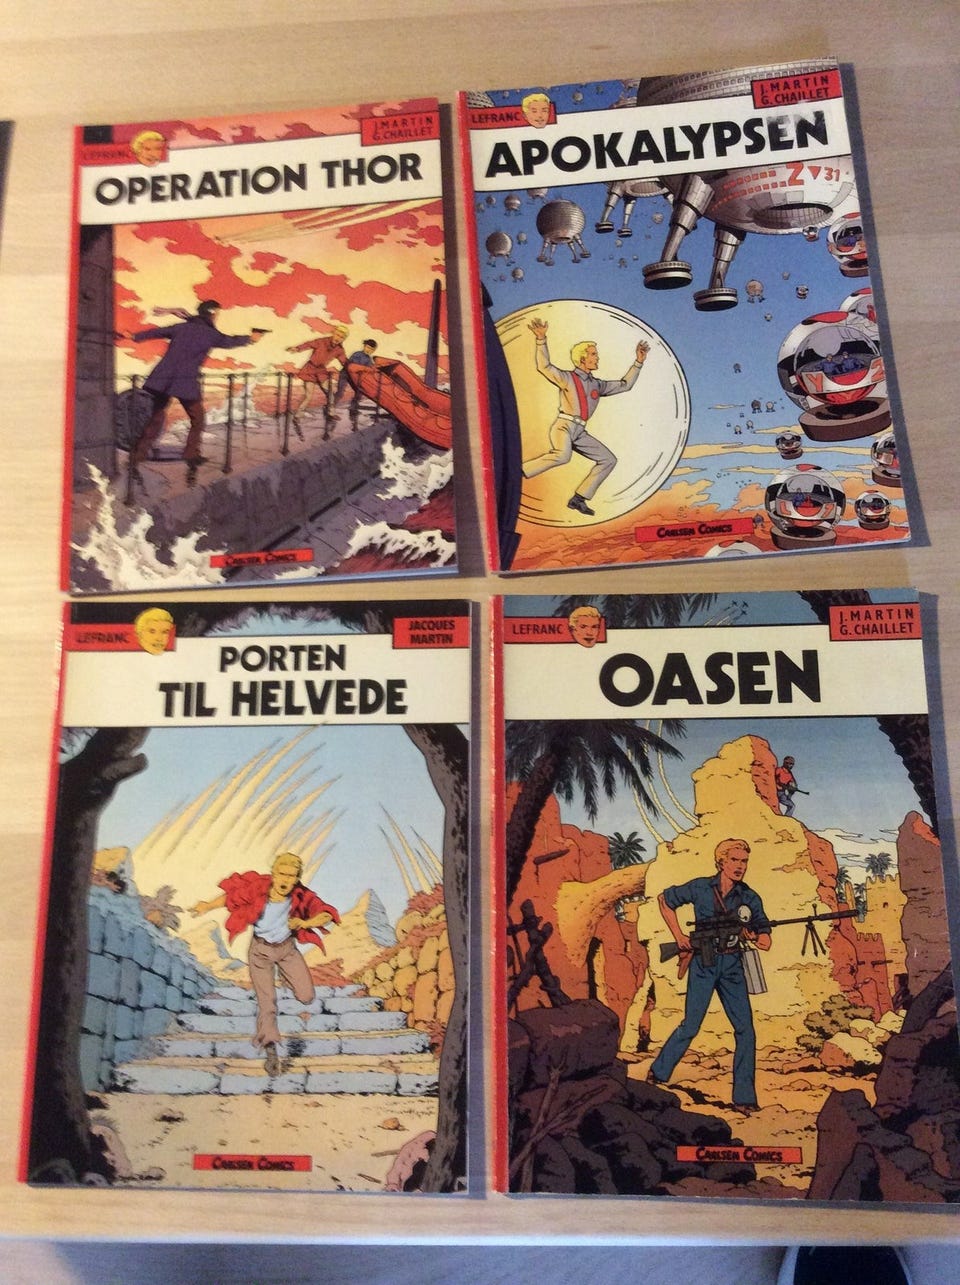 LEFRANC
J. MARTIN
G. CHAILLET
OPERATION THOR
CARLSEN COMICS
LEFRANC
J. MARTIN
G. CHAILLET
APOKALYPSEN
Z▼31
CARLSEN COMICS
LEFRANC
JACQUES
MARTIN
PORTEN
TIL HELVEDE
CARLSEN COMICS
LEFRANC
J. MARTIN
G. CHAILLET
OASEN
CARLSEN COMICS